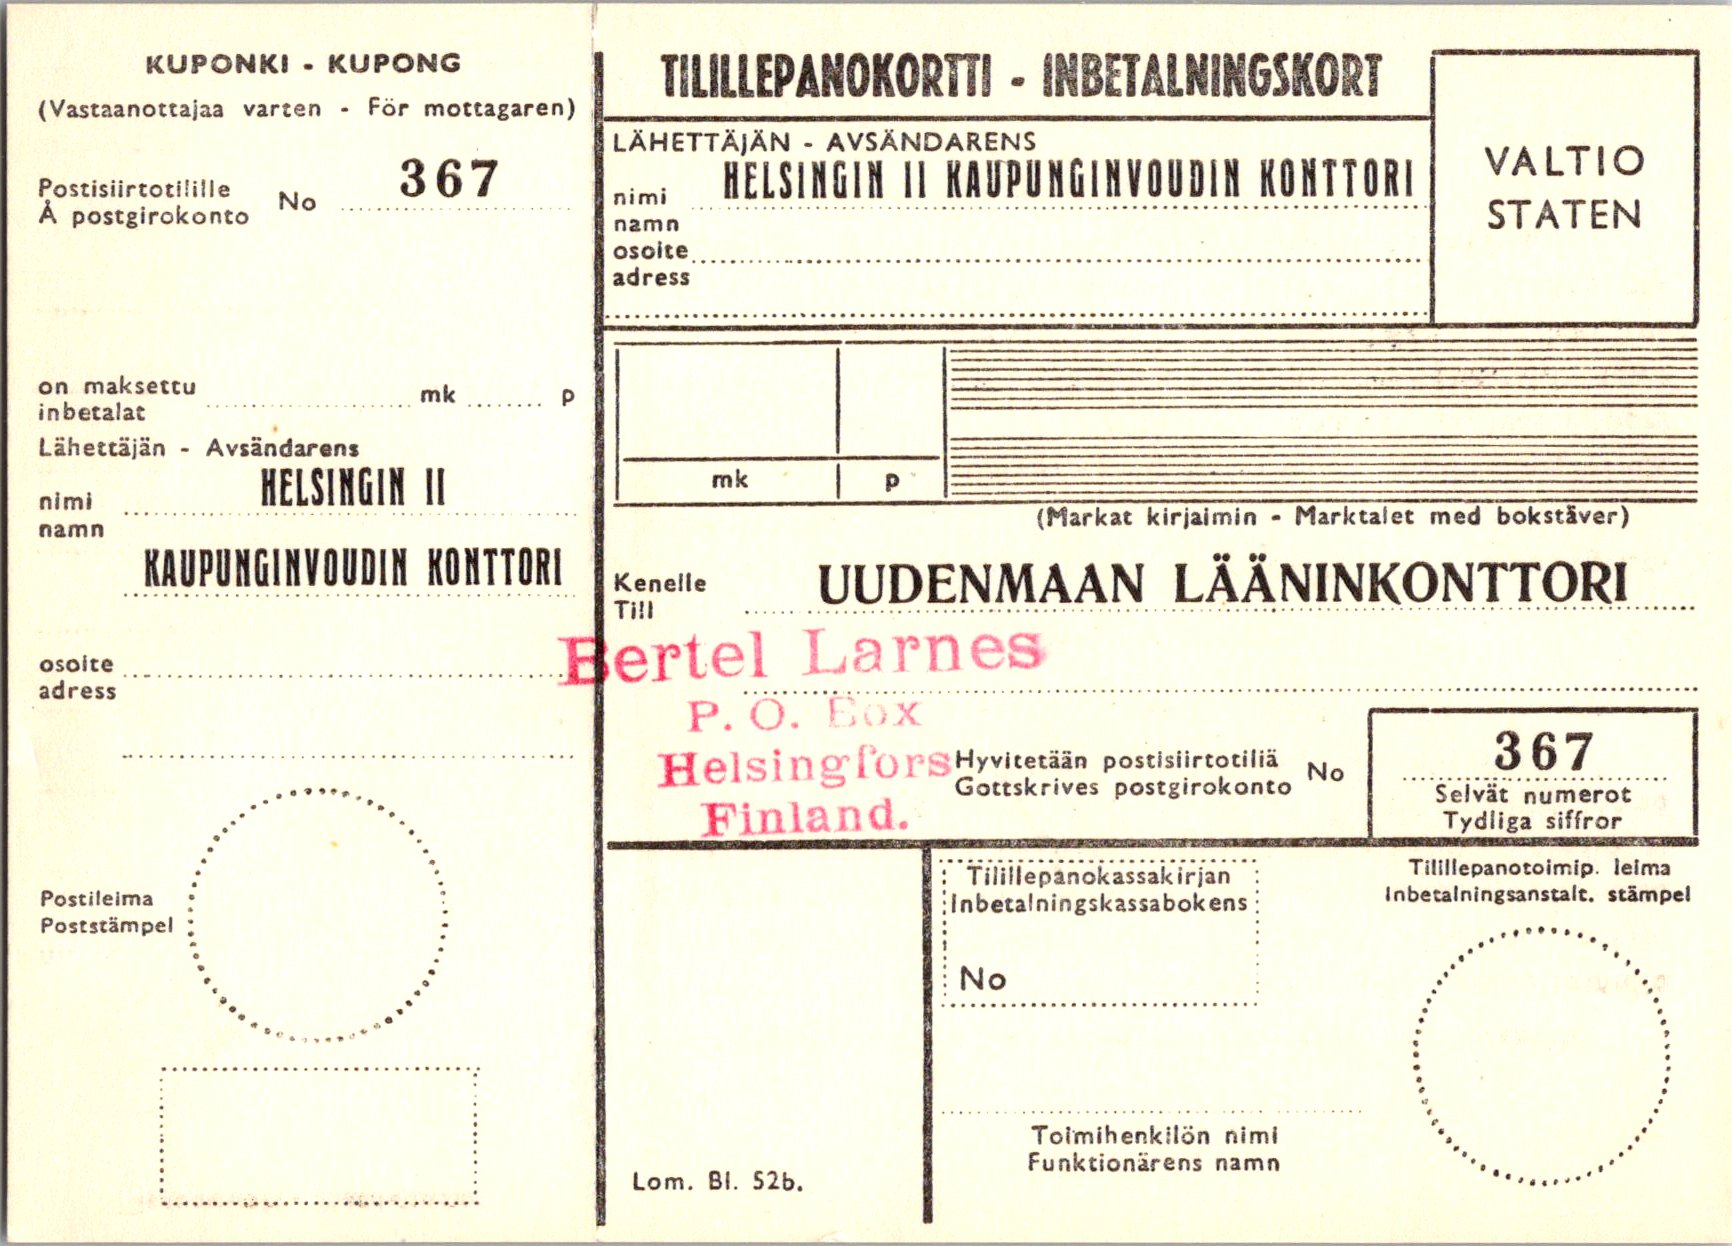 KUPONKI - KUPONG
(Vastaanottajaa varten - För mottagaren)
Postisiirtotilille
Å postgirokonto
No 367
on maksettu
inbetalat
mk p
Lähettäjän - Avsändarens
nimi
namn
HELSINGIN II
KAUPUNGINVOUDIN KONTTORI
osoite
adress
Postileima
Poststämpel
TILILLEPANOKORTTI - INBETALNINGSKORT
LÄHETTÄJÄN - AVSÄNDARENS
nimi
namn
HELSINGIN II KAUPUNGINVOUDIN KONTTORI
osoite
adress
VALTIO
STATEN
mk p
(Markat kirjaimin - Marktalet med bokstäver)
Kenelle
Till
UUDENMAAN LÄÄNINKONTTORI
Bertel Larnes
P. O. Box
Helsingfors
Finland.
Hyvitetään postisiirtotiliä
Gottskrives postgirokonto
No 367
Selvät numerot
Tydliga siffror
Tilillepanokassakirjan
Inbetalningskassabokens
No
Tilillepanotoimip. leima
Inbetalningsanstalt. stämpel
Toimihenkilön nimi
Funktionärens namn
Lom. Bl. 52b.